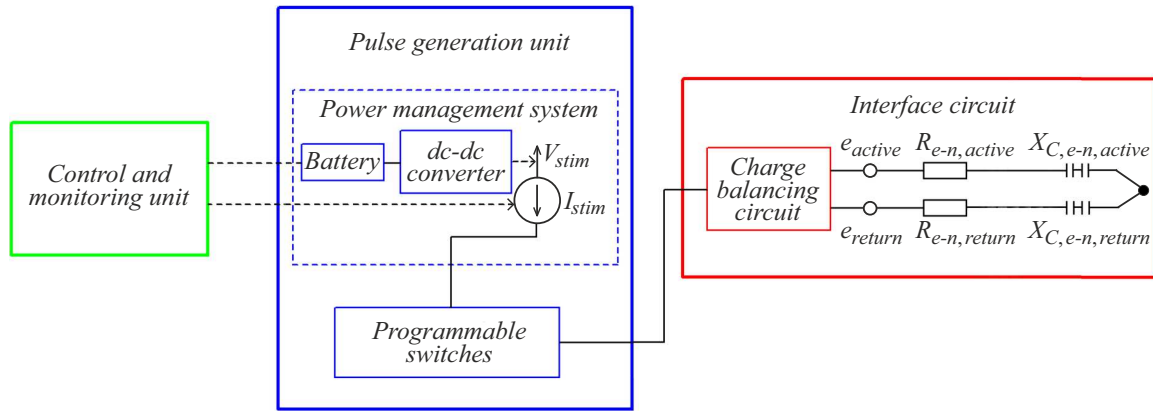 Pulse generation unit
Power management system
Battery
dc-dc
converter
V_stim
I_stim
Programmable
switches
Control and
monitoring unit
Interface circuit
Charge
balancing
circuit
e_active
R_e-n, active
X_C, e-n, active
e_return
R_e-n, return
X_C, e-n, return